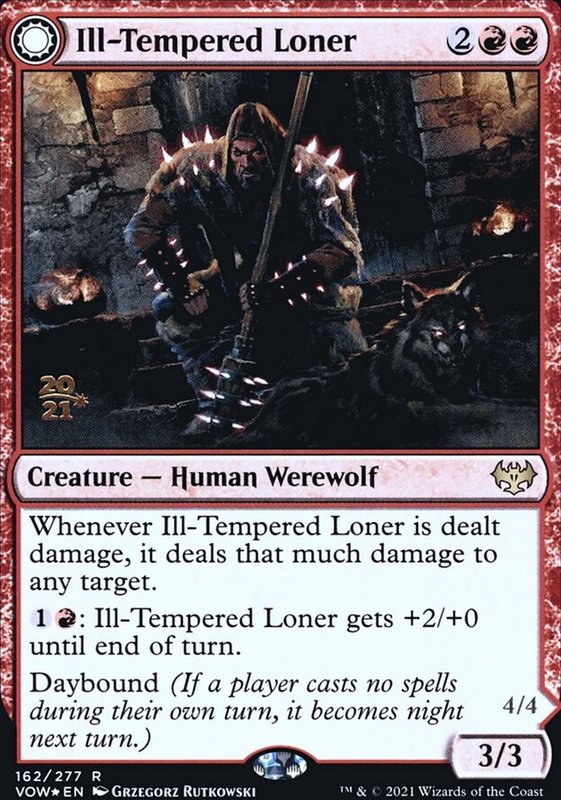 Ill-Tempered Loner 2
20
21
Creature — Human Werewolf
Whenever Ill-Tempered Loner is dealt
damage, it deals that much damage to
any target.
1 : Ill-Tempered Loner gets +2/+0
until end of turn.
Daybound (If a player casts no spells
during their own turn, it becomes night
next turn.)
4/4
3/3
162/277 R
VOW★EN Grzegorz Rutkowski
™ & © 2021 Wizards of the Coast